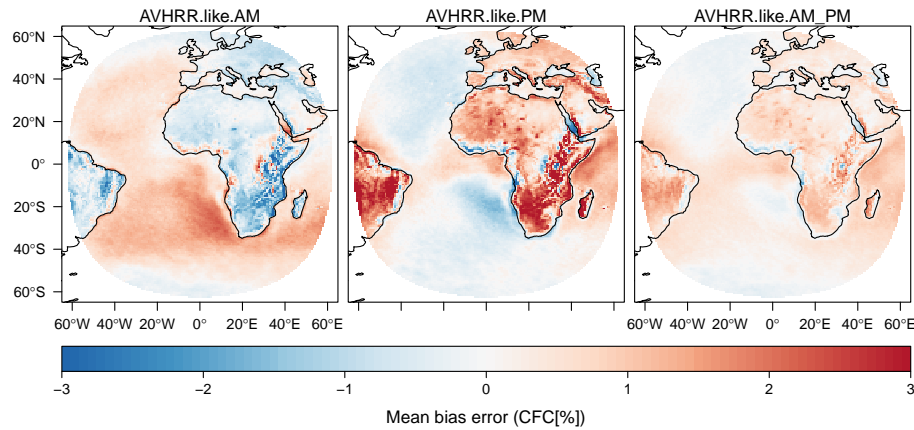 AVHRR.like.AM AVHRR.like.PM AVHRR.like.AM_PM
60°N
40°N
20°N
0°
20°S
40°S
60°S
60°W 40°W 20°W 0° 20°E 40°E 60°E 60°W 40°W 20°W 0° 20°E 40°E 60°E
−3 −2 −1 0 1 2 3
Mean bias error (CFC[%])